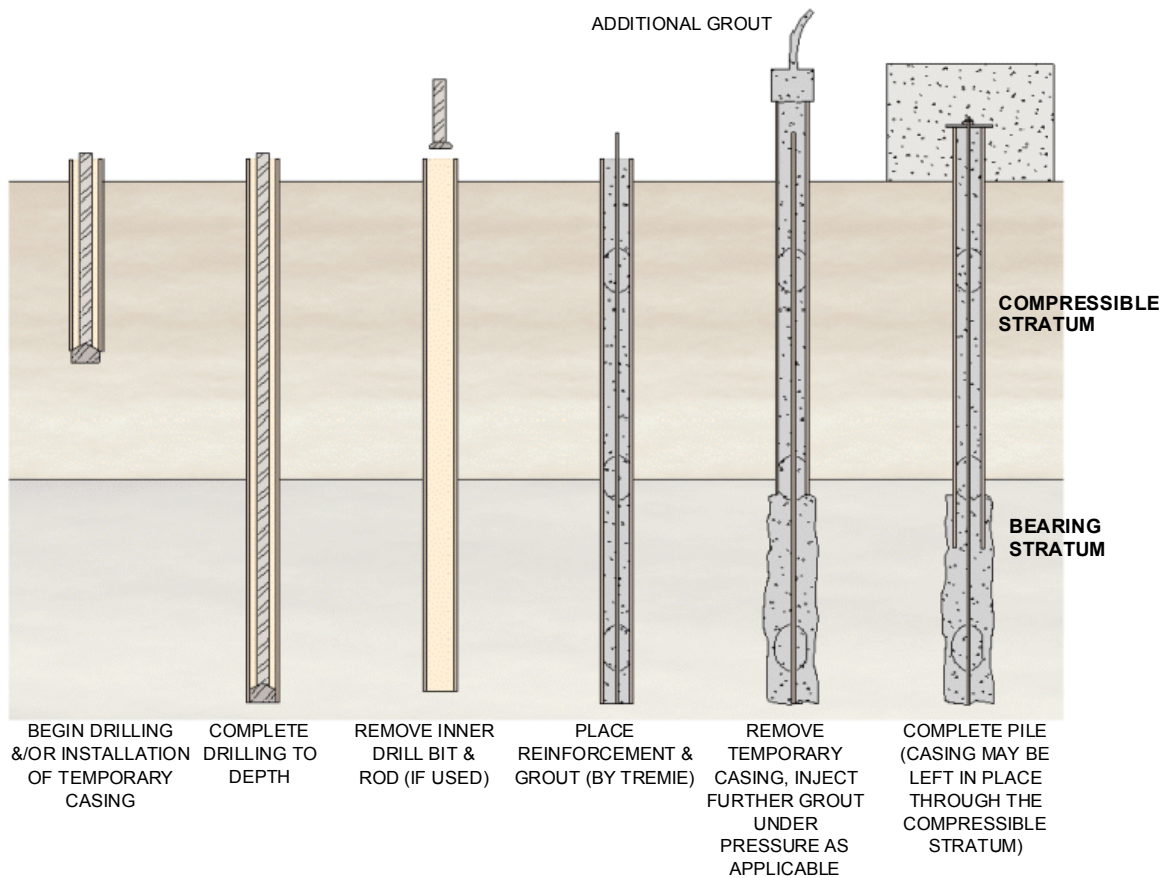 ADDITIONAL GROUT
COMPRESSIBLE
STRATUM
BEARING
STRATUM
BEGIN DRILLING
&/OR INSTALLATION
OF TEMPORARY
CASING
COMPLETE
DRILLING TO
DEPTH
REMOVE INNER
DRILL BIT &
ROD (IF USED)
PLACE
REINFORCEMENT &
GROUT (BY TREMIE)
REMOVE
TEMPORARY
CASING, INJECT
FURTHER GROUT
UNDER
PRESSURE AS
APPLICABLE
COMPLETE PILE
(CASING MAY BE
LEFT IN PLACE
THROUGH THE
COMPRESSIBLE
STRATUM)